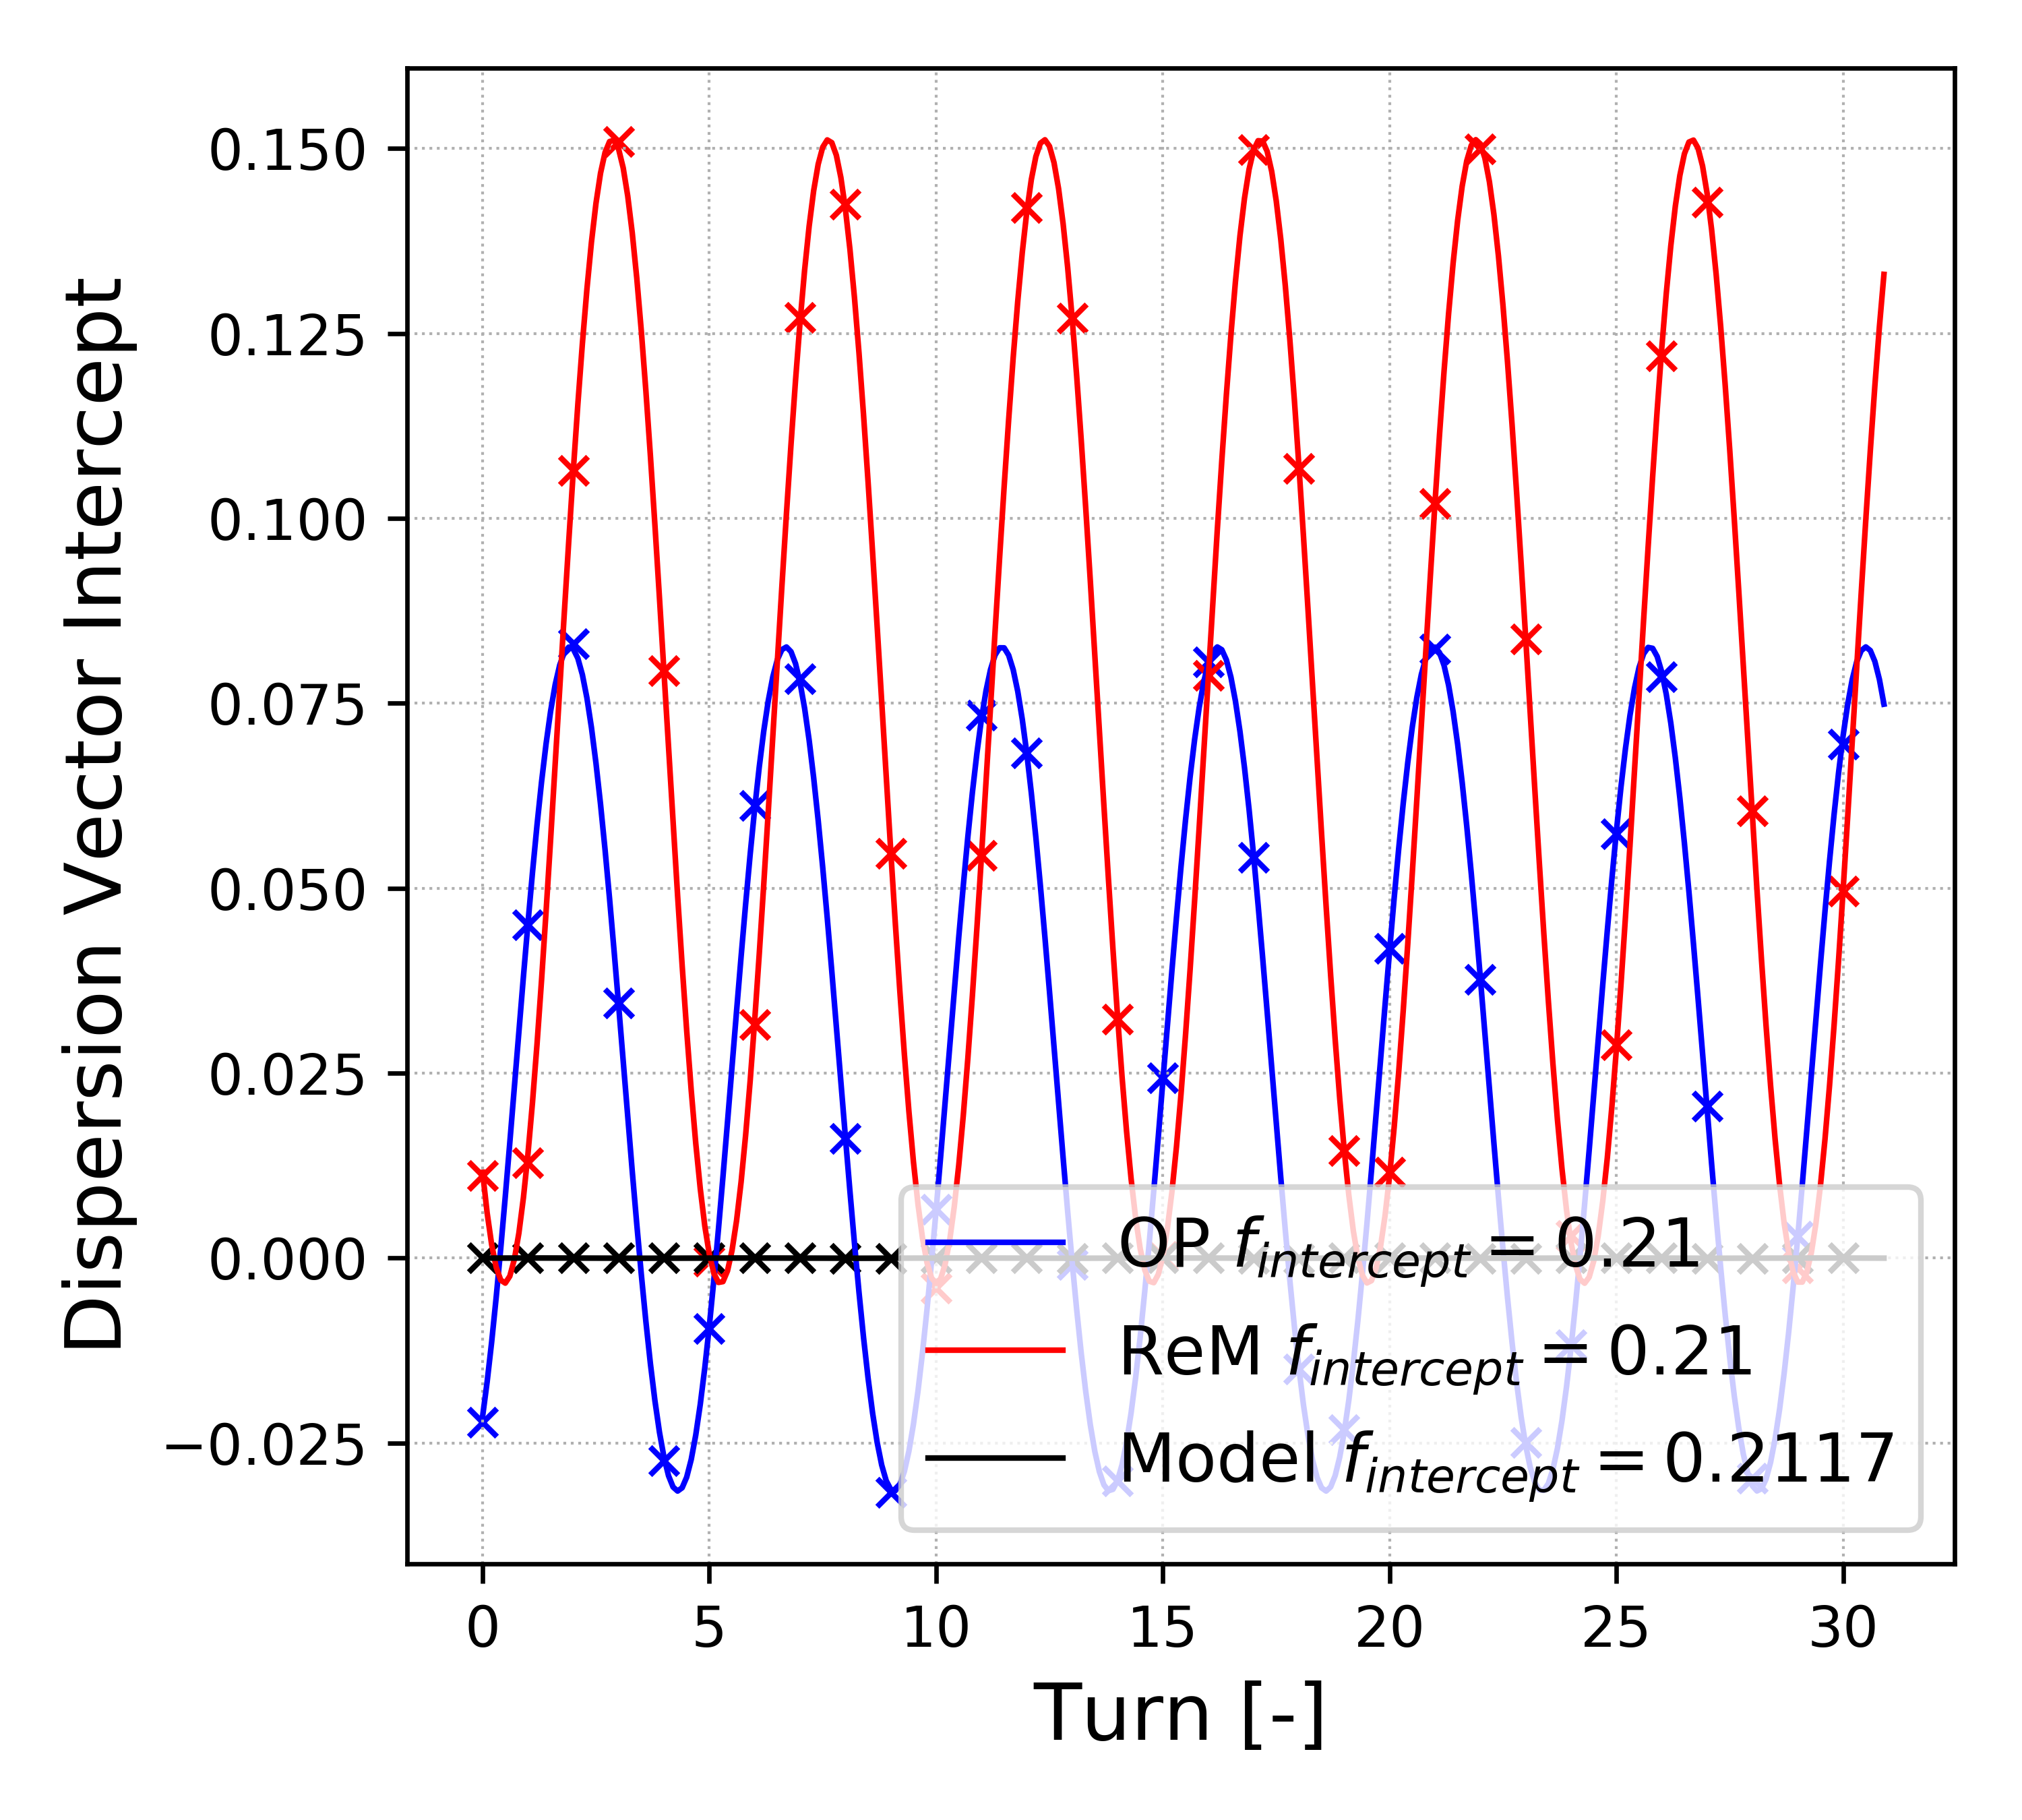 Dispersion Vector Intercept
0.150
0.125
0.100
0.075
0.050
0.025
0.000
−0.025
OP f_intercept = 0.21
ReM f_intercept = 0.21
Model f_intercept = 0.2117
0 5 10 15 20 25 30
Turn [-]